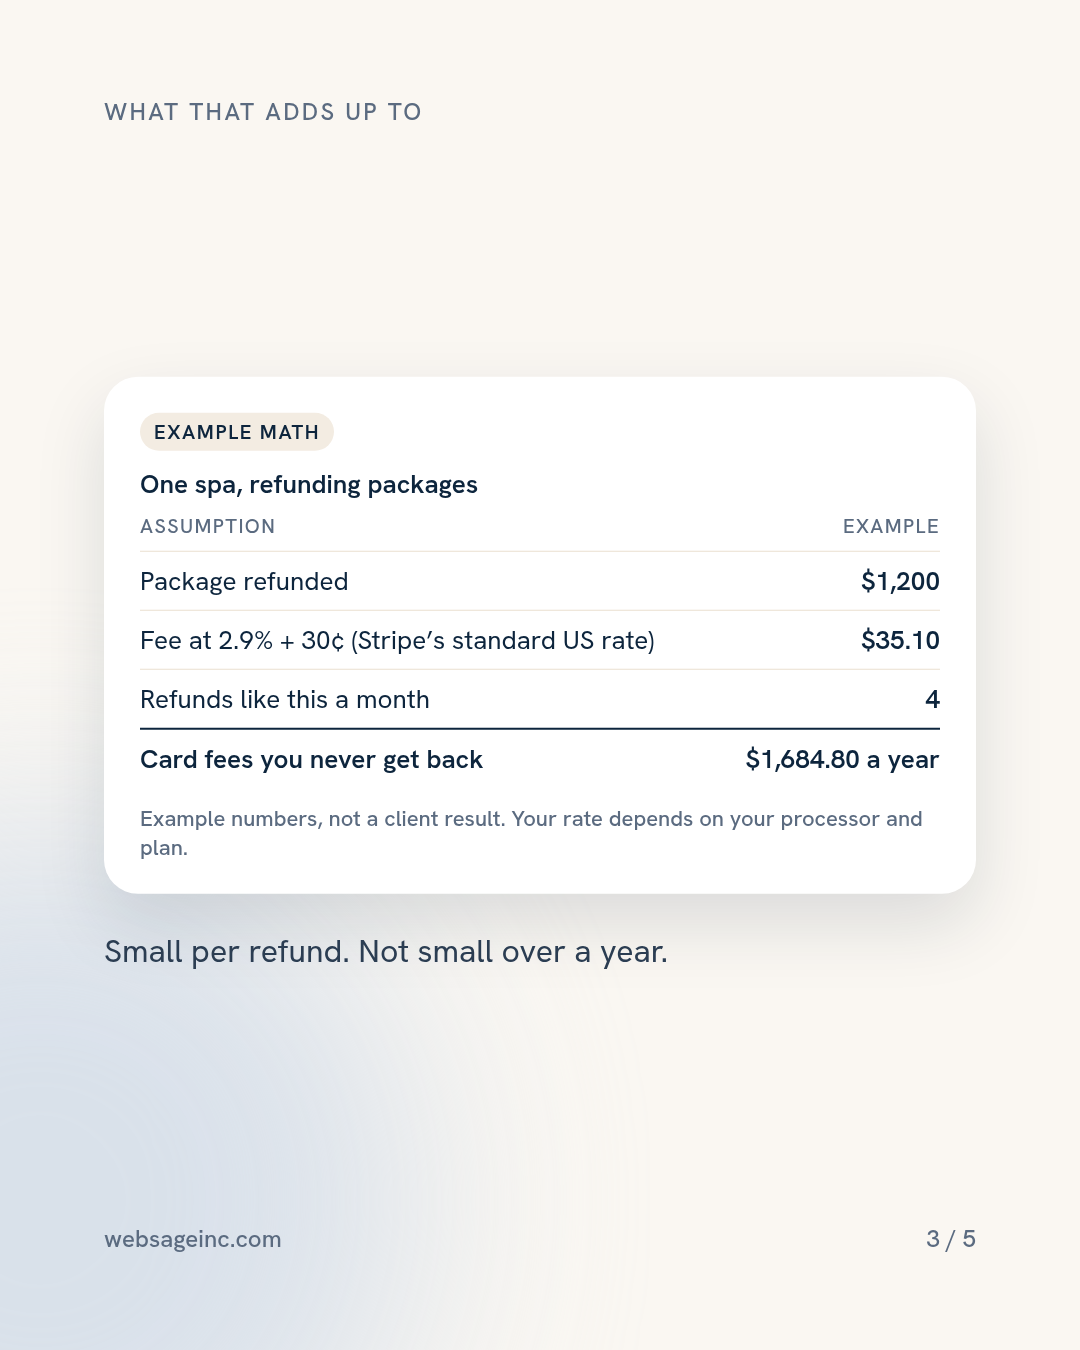 WHAT THAT ADDS UP TO
EXAMPLE MATH
One spa, refunding packages
ASSUMPTION EXAMPLE
Package refunded $1,200
Fee at 2.9% + 30¢ (Stripe’s standard US rate) $35.10
Refunds like this a month 4
Card fees you never get back $1,684.80 a year
Example numbers, not a client result. Your rate depends on your processor and
plan.
Small per refund. Not small over a year.
websageinc.com 3 / 5